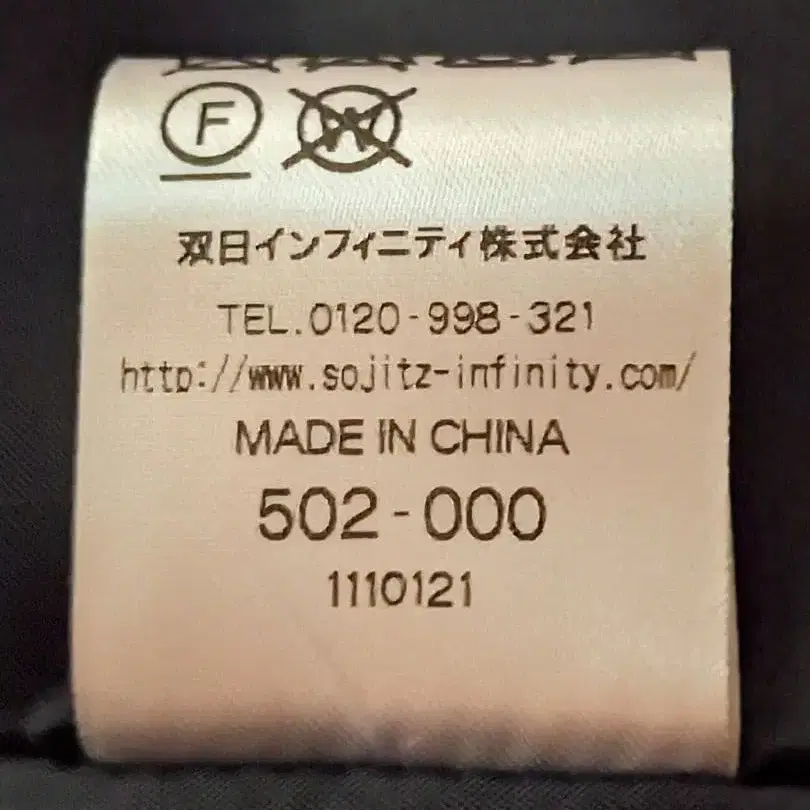 F W
双日インフィニティ株式会社
TEL.0120-998-321
http://www.sojitz-infinity.com/
MADE IN CHINA
502-000
1110121